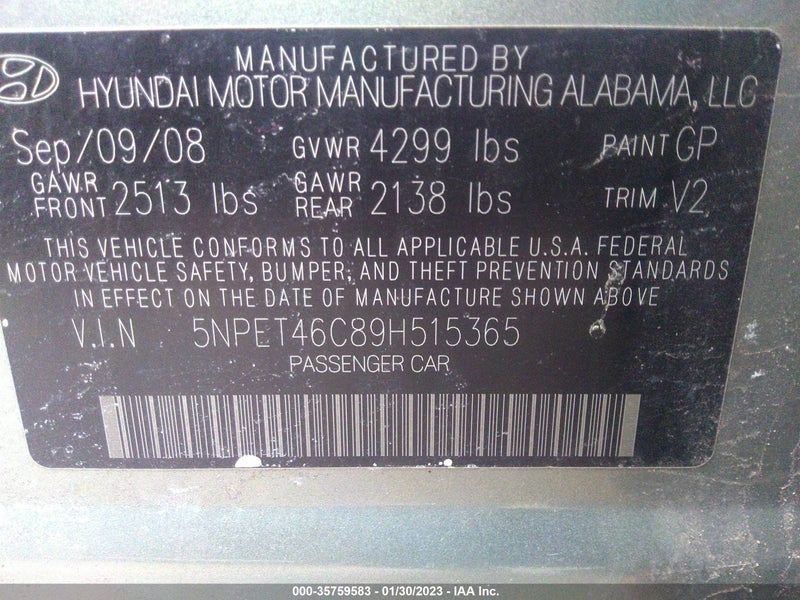 MANUFACTURED BY
HYUNDAI MOTOR MANUFACTURING ALABAMA, LLC
Sep/09/08 GVWR 4299 lbs PAINT GP
GAWR FRONT 2513 lbs GAWR REAR 2138 lbs TRIM V2
THIS VEHICLE CONFORMS TO ALL APPLICABLE U.S.A. FEDERAL
MOTOR VEHICLE SAFETY, BUMPER, AND THEFT PREVENTION STANDARDS
IN EFFECT ON THE DATE OF MANUFACTURE SHOWN ABOVE
V.I.N 5NPET46C89H515365
PASSENGER CAR
000-35759583 - 01/30/2023 - IAA Inc.